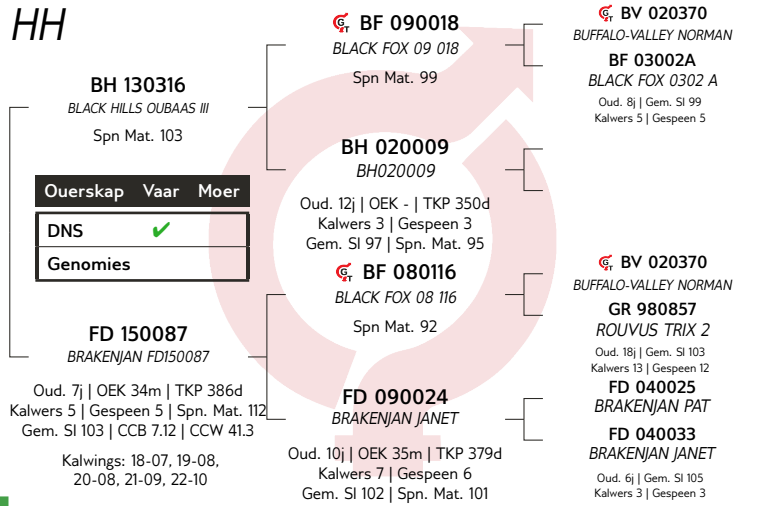 HH
BH 130316
BLACK HILLS OUBAAS III
Spn Mat. 103
Ouerskap Vaar Moer
DNS ✔
Genomies
FD 150087
BRAKENJAN FD150087
Oud. 7j | OEK 34m | TKP 386d
Kalwers 5 | Gespeen 5 | Spn. Mat. 112
Gem. SI 103 | CCB 7.12 | CCW 41.3
Kalwings: 18-07, 19-08,
20-08, 21-09, 22-10
GT BF 090018
BLACK FOX 09 018
Spn Mat. 99
BH 020009
BH020009
Oud. 12j | OEK - | TKP 350d
Kalwers 3 | Gespeen 3
Gem. SI 97 | Spn. Mat. 95
GT BF 080116
BLACK FOX 08 116
Spn Mat. 92
FD 090024
BRAKENJAN JANET
Oud. 10j | OEK 35m | TKP 379d
Kalwers 7 | Gespeen 6
Gem. SI 102 | Spn. Mat. 101
GT BV 020370
BUFFALO-VALLEY NORMAN
BF 03002A
BLACK FOX 0302 A
Oud. 8j | Gem. SI 99
Kalwers 5 | Gespeen 5
GT BV 020370
BUFFALO-VALLEY NORMAN
GR 980857
ROUVUS TRIX 2
Oud. 18j | Gem. SI 103
Kalwers 13 | Gespeen 12
FD 040025
BRAKENJAN PAT
FD 040033
BRAKENJAN JANET
Oud. 6j | Gem. SI 105
Kalwers 3 | Gespeen 3